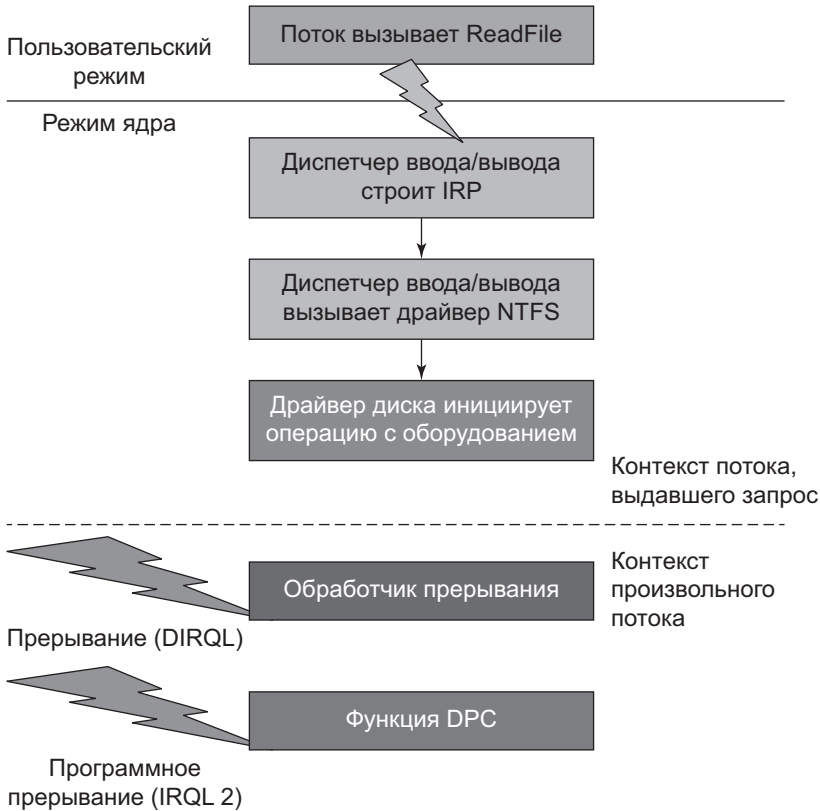 Поток вызывает ReadFile
Пользовательский
режим
Режим ядра
Диспетчер ввода/вывода
строит IRP
Диспетчер ввода/вывода
вызывает драйвер NTFS
Драйвер диска инициирует
операцию с оборудованием
Контекст потока,
выдавшего запрос
Обработчик прерывания
Контекст
произвольного
потока
Прерывание (DIRQL)
Функция DPC
Программное
прерывание (IRQL 2)